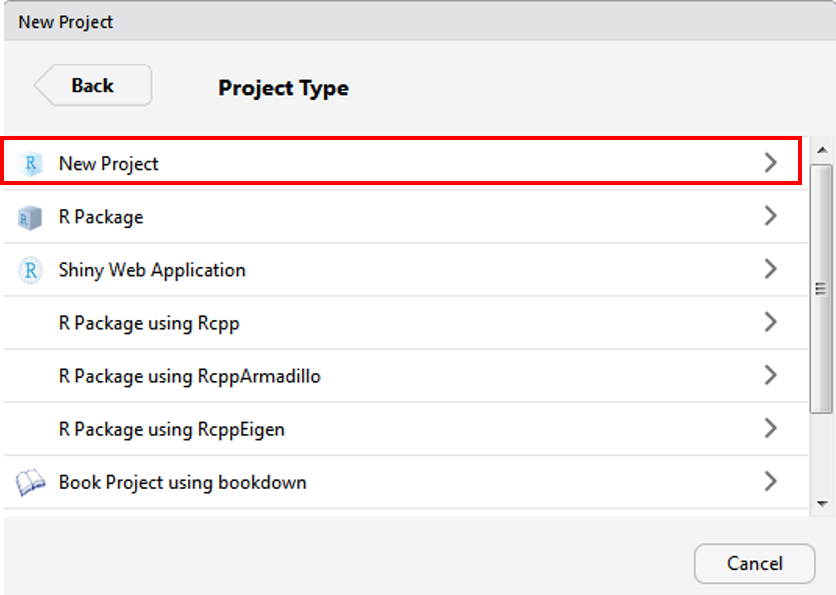 New Project
Back
Project Type
R New Project
R R Package
R Shiny Web Application
R Package using Rcpp
R Package using RcppArmadillo
R Package using RcppEigen
Book Project using bookdown
Cancel